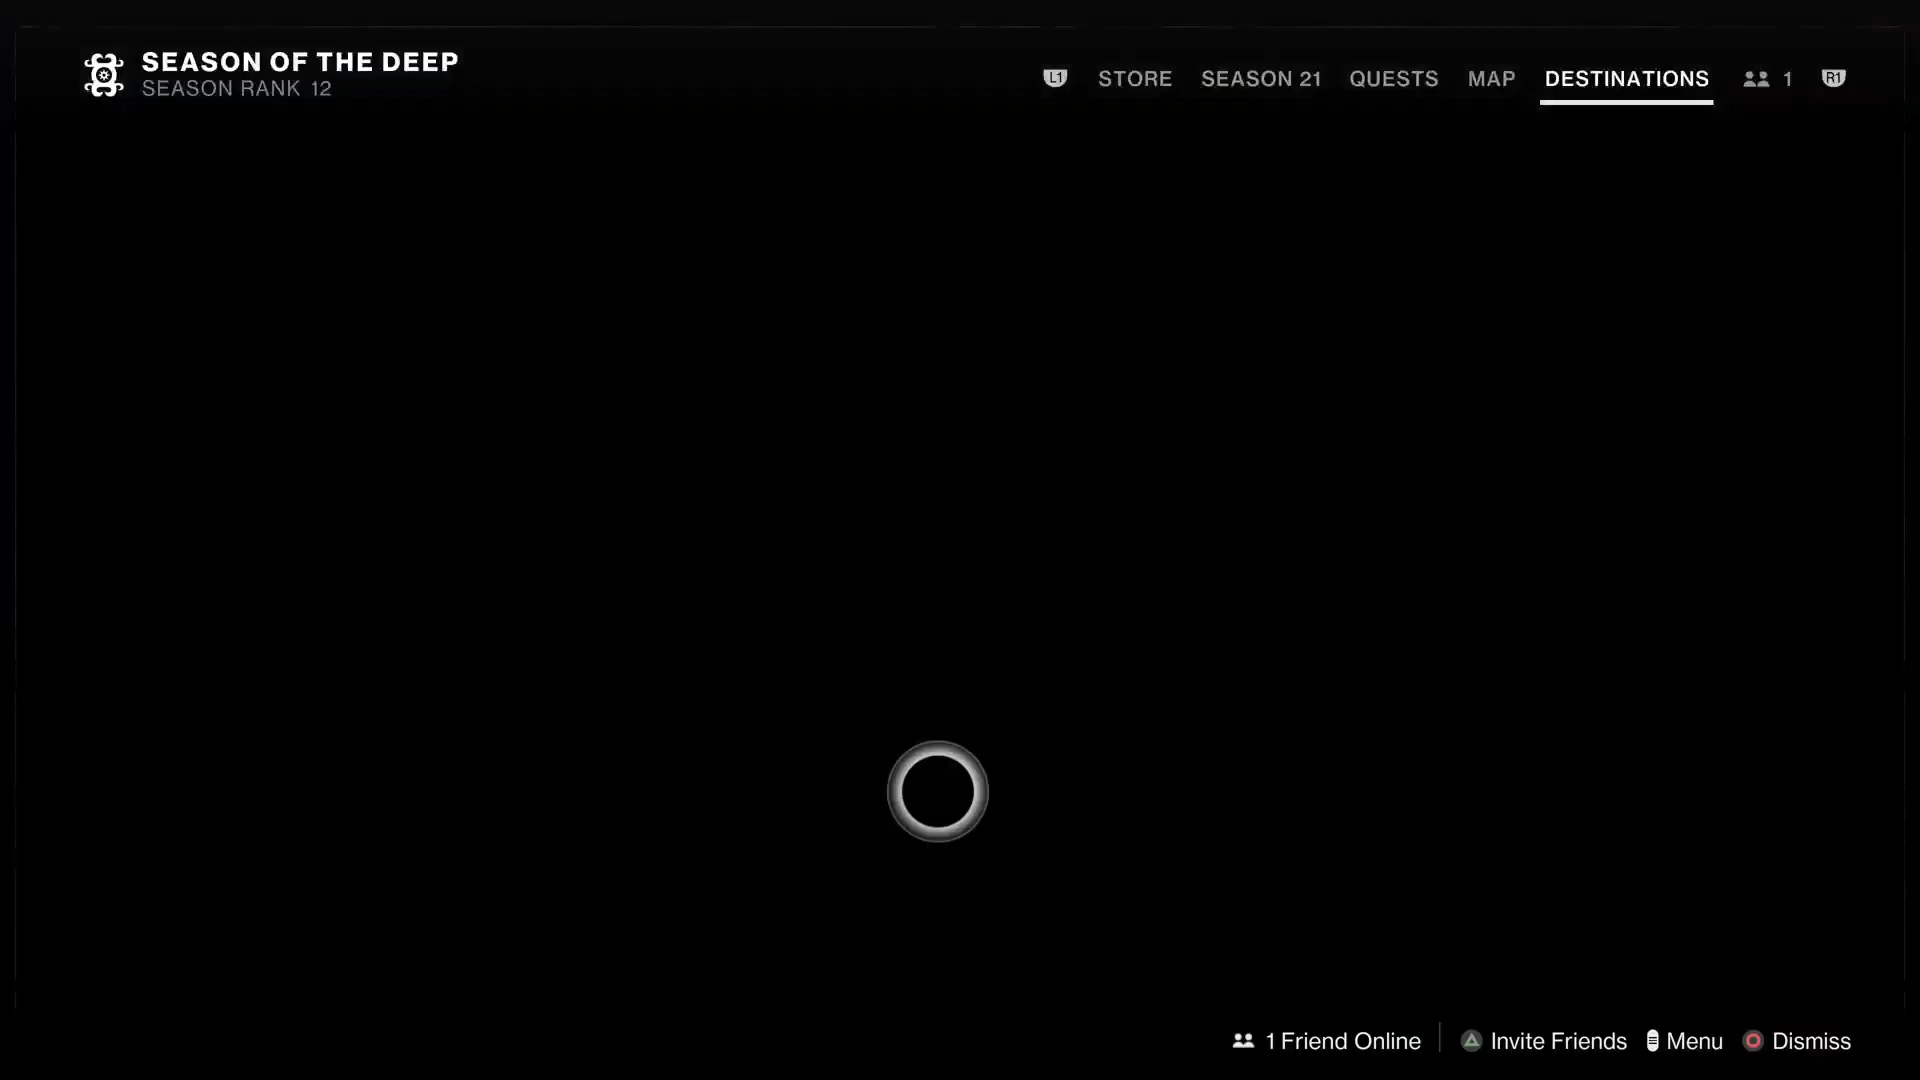 SEASON OF THE DEEP
SEASON RANK 12
L1 STORE SEASON 21 QUESTS MAP DESTINATIONS 1 R1
1 Friend Online Invite Friends Menu Dismiss